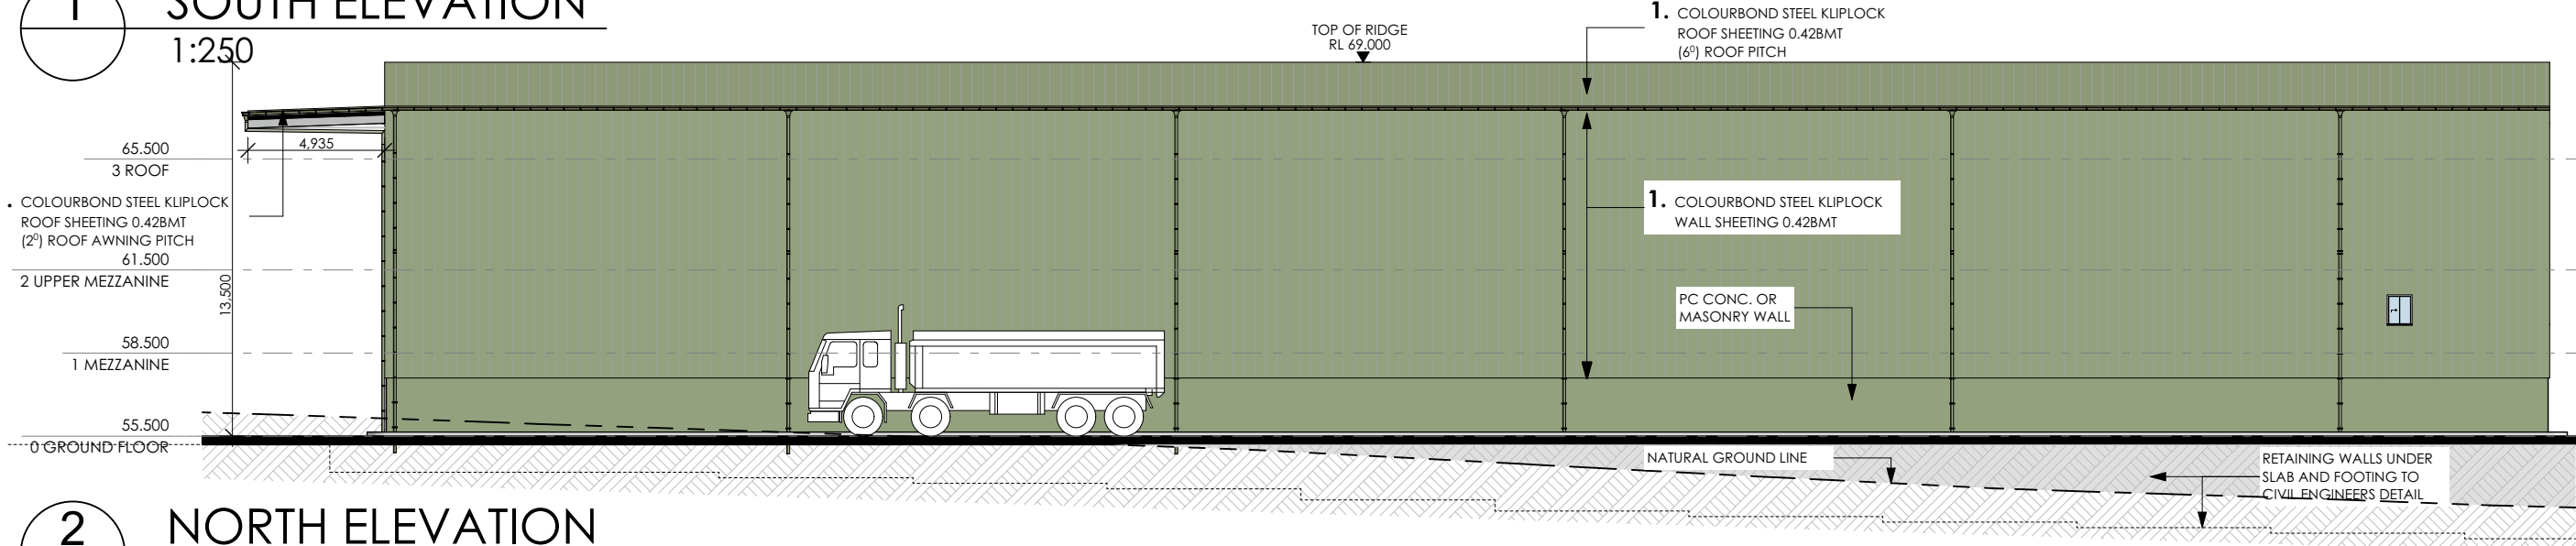 1
SOUTH ELEVATION
1:250
TOP OF RIDGE
RL 69.000
1. COLOURBOND STEEL KLIPLOCK
ROOF SHEETING 0.42BMT
(6⁰) ROOF PITCH
4,935
65.500
3 ROOF
. COLOURBOND STEEL KLIPLOCK
ROOF SHEETING 0.42BMT
(2⁰) ROOF AWNING PITCH
1. COLOURBOND STEEL KLIPLOCK
WALL SHEETING 0.42BMT
61.500
2 UPPER MEZZANINE
13,500
PC CONC. OR
MASONRY WALL
58.500
1 MEZZANINE
55.500
0 GROUND FLOOR
NATURAL GROUND LINE
RETAINING WALLS UNDER
SLAB AND FOOTING TO
CIVIL ENGINEERS DETAIL
2
NORTH ELEVATION